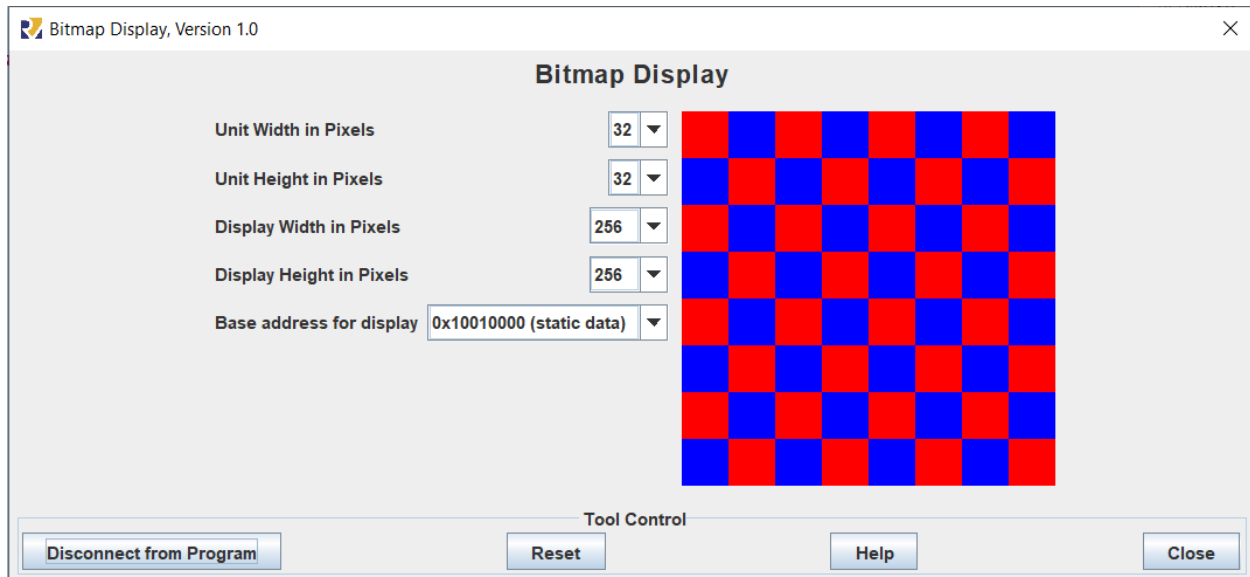 Bitmap Display, Version 1.0
Bitmap Display
Unit Width in Pixels 32
Unit Height in Pixels 32
Display Width in Pixels 256
Display Height in Pixels 256
Base address for display 0x10010000 (static data)
Tool Control
Disconnect from Program Reset Help Close